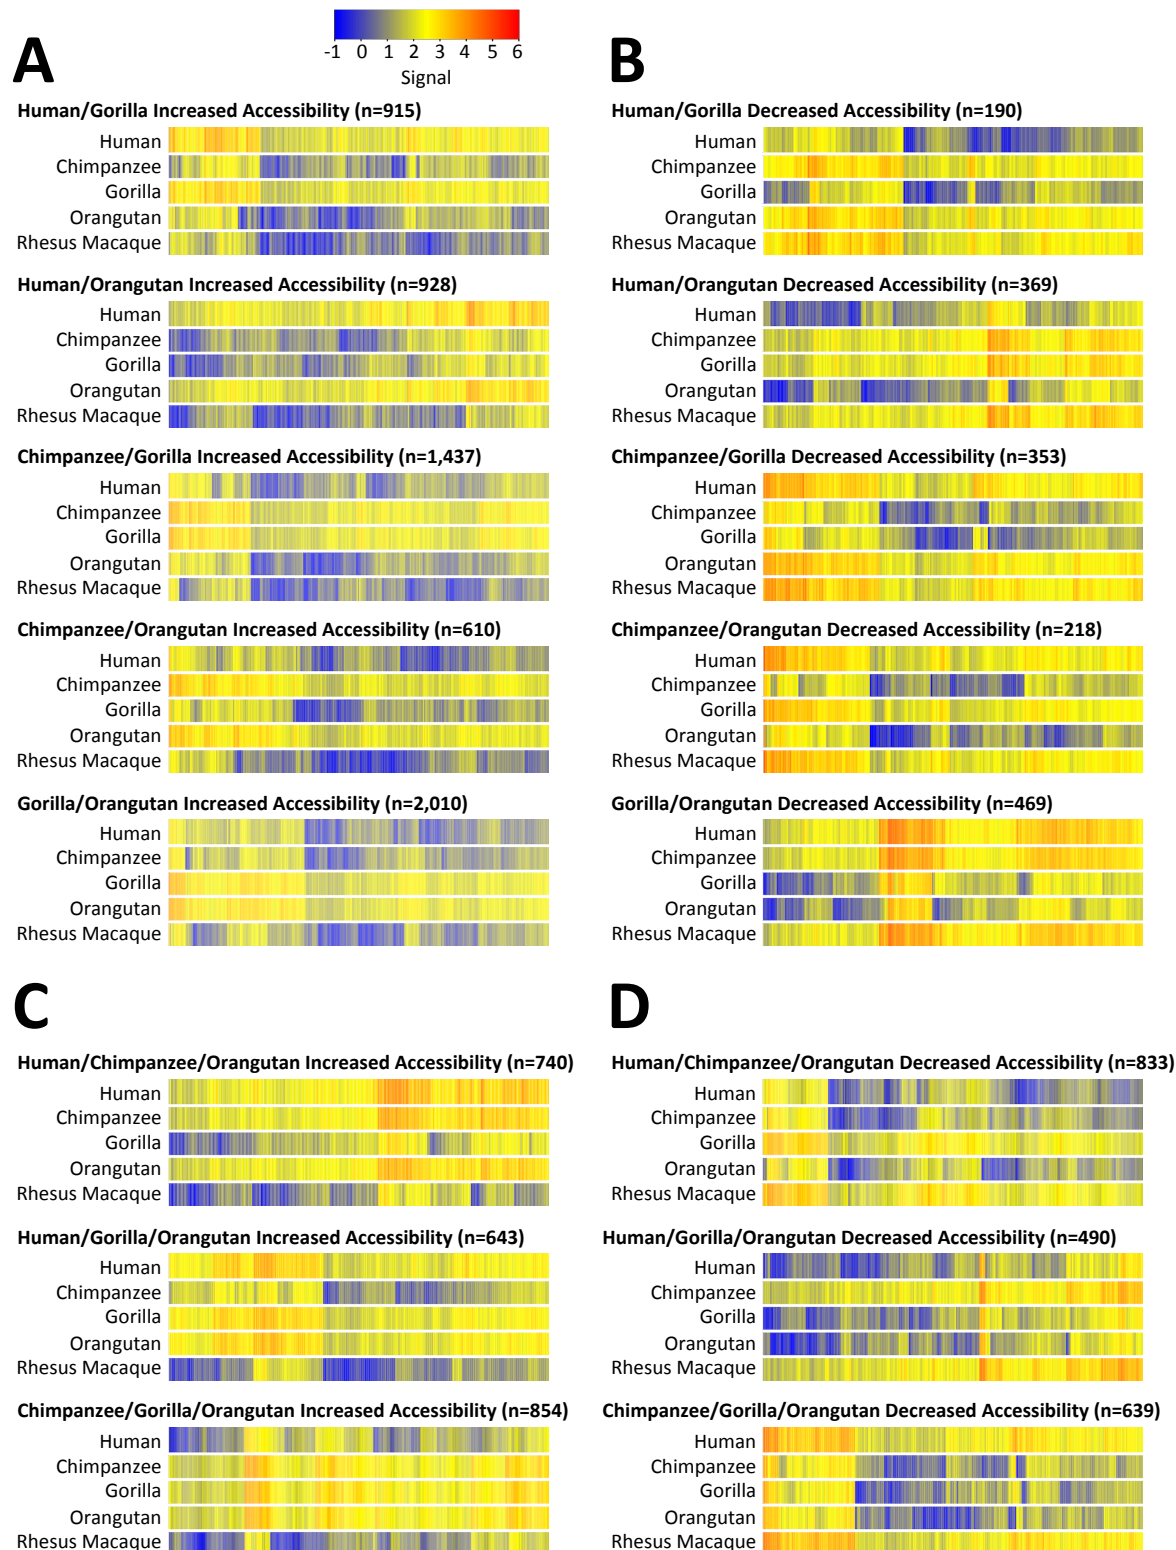 A
-1 0 1 2 3 4 5 6
Signal
Human/Gorilla Increased Accessibility (n=915)
Human
Chimpanzee
Gorilla
Orangutan
Rhesus Macaque
Human/Orangutan Increased Accessibility (n=928)
Human
Chimpanzee
Gorilla
Orangutan
Rhesus Macaque
Chimpanzee/Gorilla Increased Accessibility (n=1,437)
Human
Chimpanzee
Gorilla
Orangutan
Rhesus Macaque
Chimpanzee/Orangutan Increased Accessibility (n=610)
Human
Chimpanzee
Gorilla
Orangutan
Rhesus Macaque
Gorilla/Orangutan Increased Accessibility (n=2,010)
Human
Chimpanzee
Gorilla
Orangutan
Rhesus Macaque
B
Human/Gorilla Decreased Accessibility (n=190)
Human
Chimpanzee
Gorilla
Orangutan
Rhesus Macaque
Human/Orangutan Decreased Accessibility (n=369)
Human
Chimpanzee
Gorilla
Orangutan
Rhesus Macaque
Chimpanzee/Gorilla Decreased Accessibility (n=353)
Human
Chimpanzee
Gorilla
Orangutan
Rhesus Macaque
Chimpanzee/Orangutan Decreased Accessibility (n=218)
Human
Chimpanzee
Gorilla
Orangutan
Rhesus Macaque
Gorilla/Orangutan Decreased Accessibility (n=469)
Human
Chimpanzee
Gorilla
Orangutan
Rhesus Macaque
C
Human/Chimpanzee/Orangutan Increased Accessibility (n=740)
Human
Chimpanzee
Gorilla
Orangutan
Rhesus Macaque
Human/Gorilla/Orangutan Increased Accessibility (n=643)
Human
Chimpanzee
Gorilla
Orangutan
Rhesus Macaque
Chimpanzee/Gorilla/Orangutan Increased Accessibility (n=854)
Human
Chimpanzee
Gorilla
Orangutan
Rhesus Macaque
D
Human/Chimpanzee/Orangutan Decreased Accessibility (n=833)
Human
Chimpanzee
Gorilla
Orangutan
Rhesus Macaque
Human/Gorilla/Orangutan Decreased Accessibility (n=490)
Human
Chimpanzee
Gorilla
Orangutan
Rhesus Macaque
Chimpanzee/Gorilla/Orangutan Decreased Accessibility (n=639)
Human
Chimpanzee
Gorilla
Orangutan
Rhesus Macaque